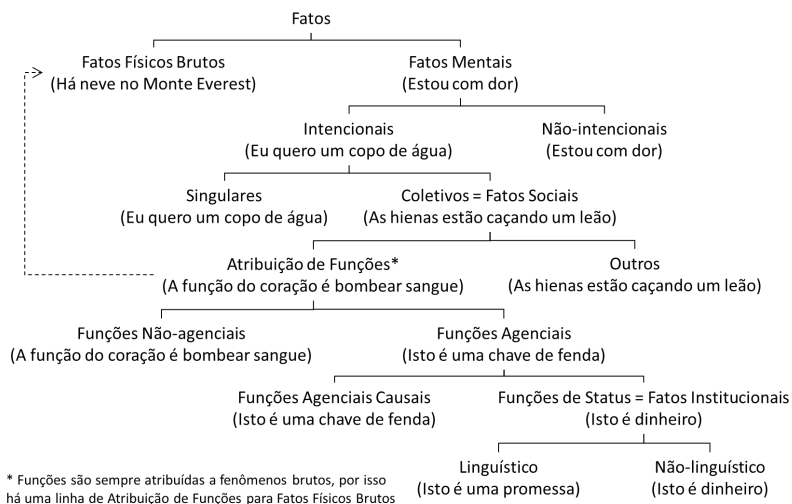 Fatos
Fatos Físicos Brutos
(Há neve no Monte Everest)
Fatos Mentais
(Estou com dor)
Intencionais
(Eu quero um copo de água)
Não-intencionais
(Estou com dor)
Singulares
(Eu quero um copo de água)
Coletivos = Fatos Sociais
(As hienas estão caçando um leão)
Atribuição de Funções*
(A função do coração é bombear sangue)
Outros
(As hienas estão caçando um leão)
Funções Não-agenciais
(A função do coração é bombear sangue)
Funções Agenciais
(Isto é uma chave de fenda)
Funções Agenciais Causais
(Isto é uma chave de fenda)
Funções de Status = Fatos Institucionais
(Isto é dinheiro)
Linguístico
(Isto é uma promessa)
Não-linguístico
(Isto é dinheiro)
* Funções são sempre atribuídas a fenômenos brutos, por isso
há uma linha de Atribuição de Funções para Fatos Físicos Brutos